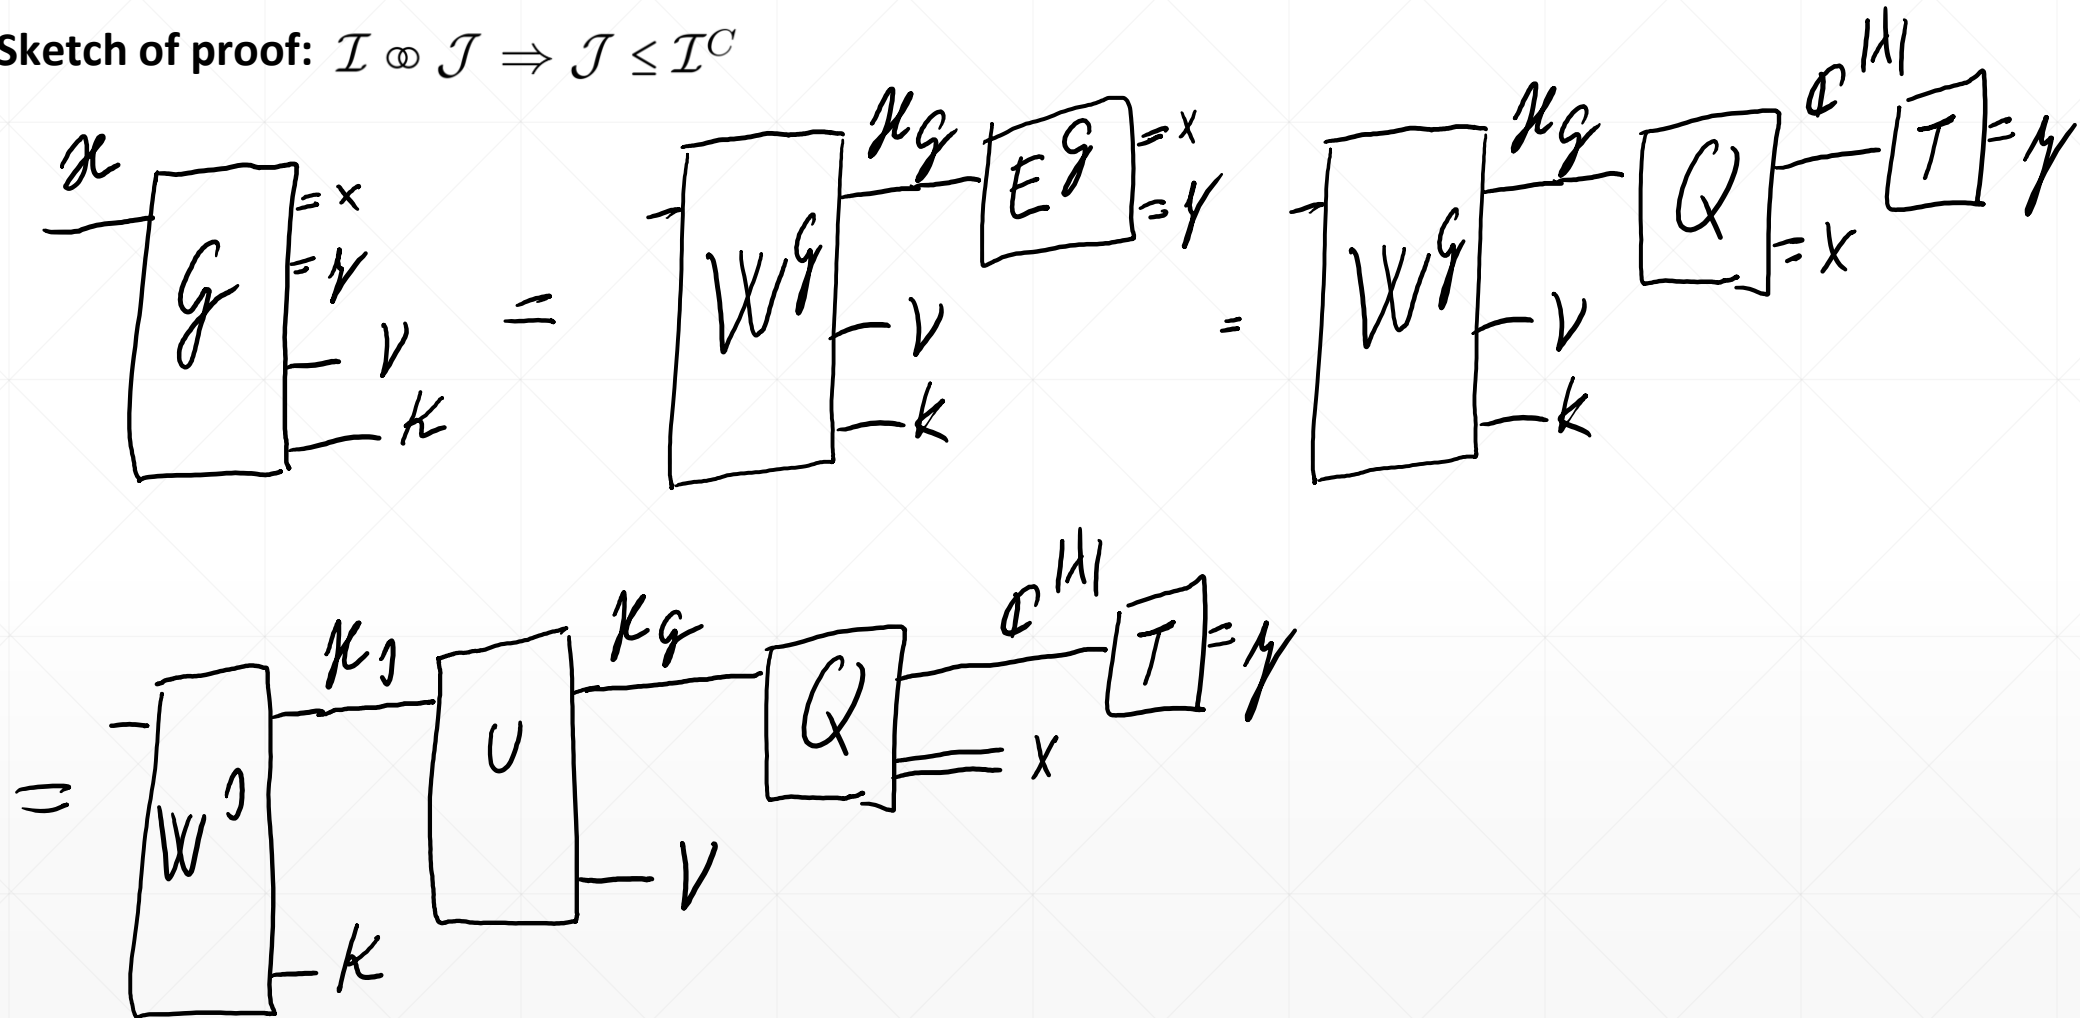 Sketch of proof: 𝓘 ⊚ 𝓙 ⇒ 𝓙 ≤ 𝓘^C
H G = x = y V K
= W^G H_G E^G = x = y V K
= W^G H_G Q ℂ^|λ| T = y = x V K
= W^J H_J U H_G Q ℂ^|λ| T = y x V K